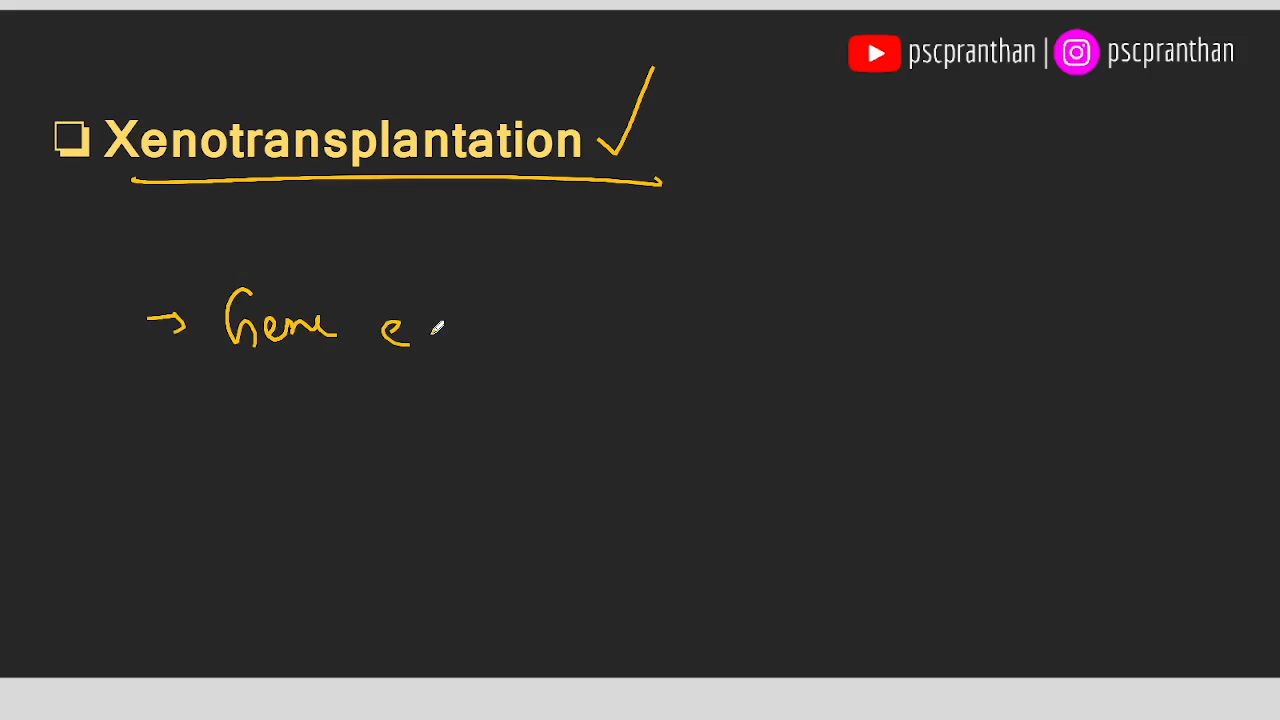 pscpranthan | pscpranthan
❑ Xenotransplantation ✓
→ Gene e